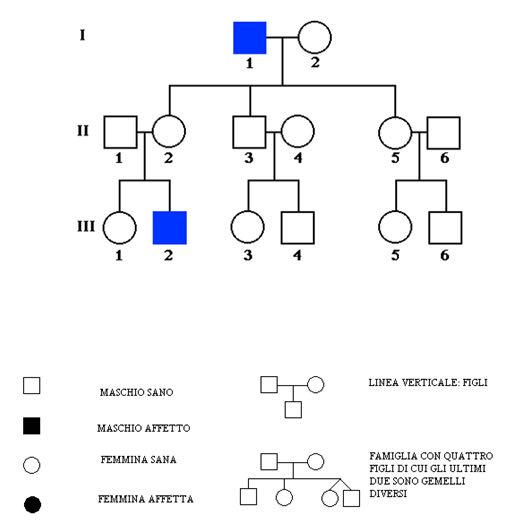 I
1 2
II
1 2 3 4 5 6
III
1 2 3 4 5 6
MASCHIO SANO
MASCHIO AFFETTO
FEMMINA SANA
FEMMINA AFFETTA
LINEA VERTICALE: FIGLI
FAMIGLIA CON QUATTRO
FIGLI DI CUI GLI ULTIMI
DUE SONO GEMELLI
DIVERSI